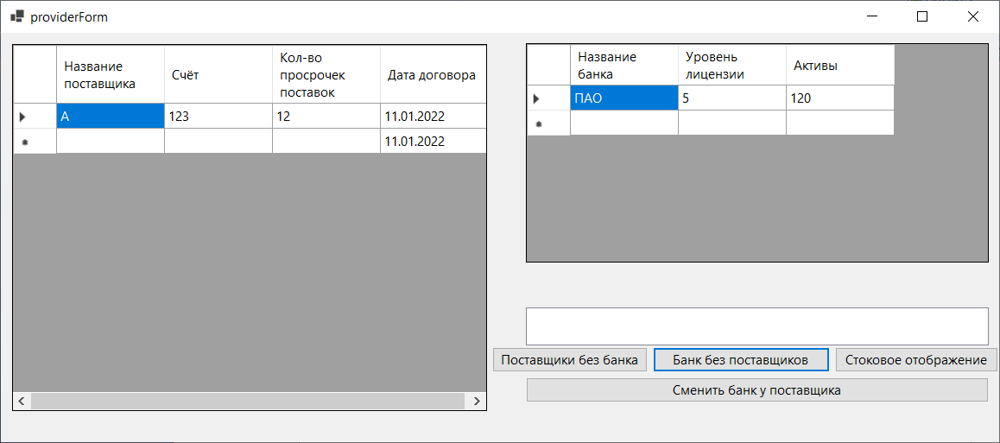 providerForm
Название
поставщика
Счёт
Кол-во
просрочек
поставок
Дата договора
A
123
12
11.01.2022
11.01.2022
Название
банка
Уровень
лицензии
Активы
ПАО
5
120
Поставщики без банка
Банк без поставщиков
Стоковое отображение
Сменить банк у поставщика